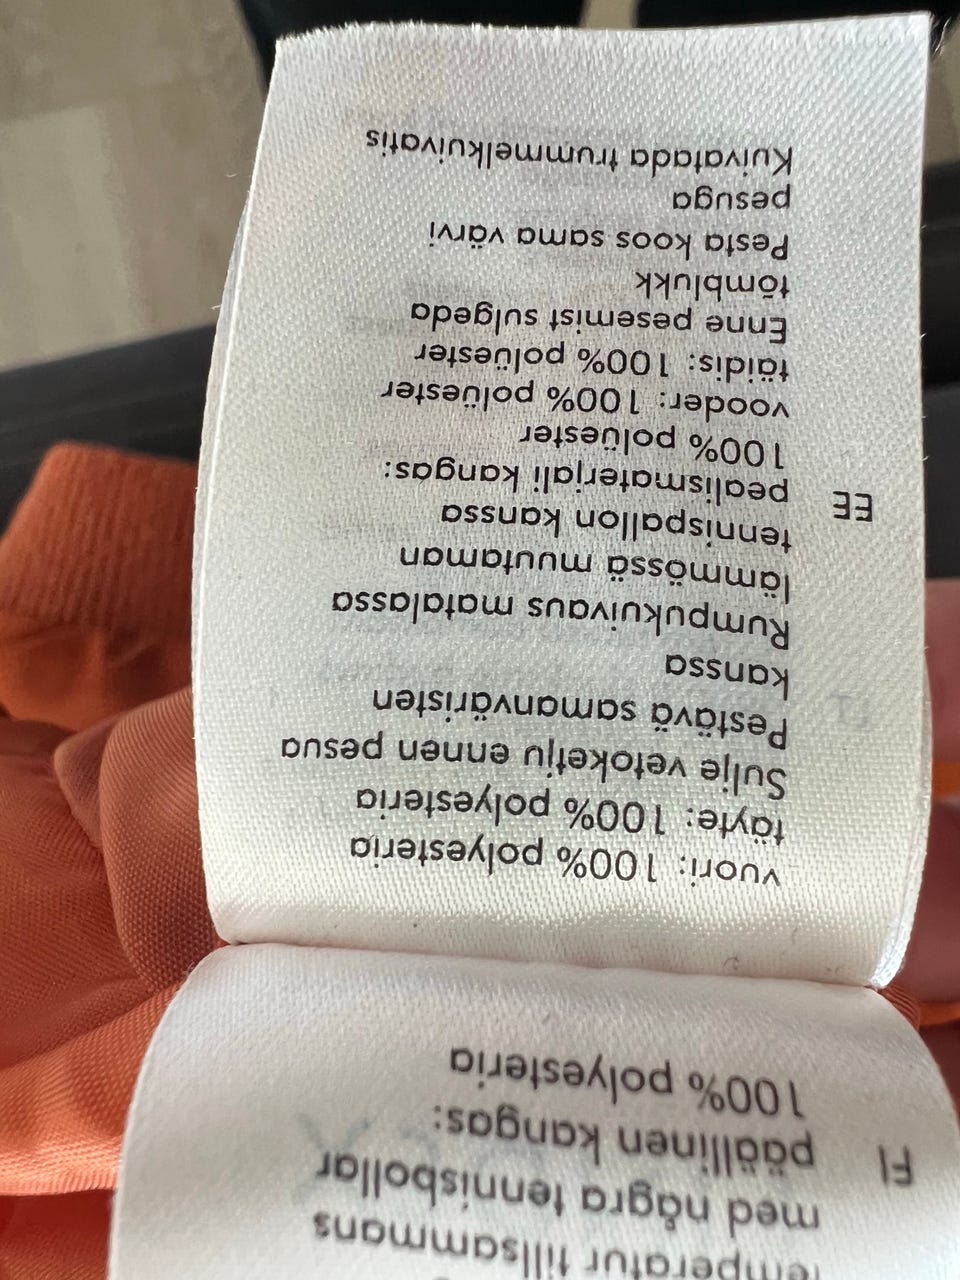 temperatur tillsammans
med några tennisbollar
FI päällinen kangas:
100% polyesteria
vuori: 100% polyesteria
täyte: 100% polyesteria
Sulje vetoketju ennen pesua
Pestävä samanväristen
kanssa
Rumpukuivaus matalassa
lämmössä muutaman
tennispallon kanssa
EE pealismaterjali kangas:
100% polüester
vooder: 100% polüester
täidis: 100% polüester
Enne pesemist sulgeda
tõmblukk
Pesta koos sama värvi
pesuga
Kuivatada trummelkuivatis